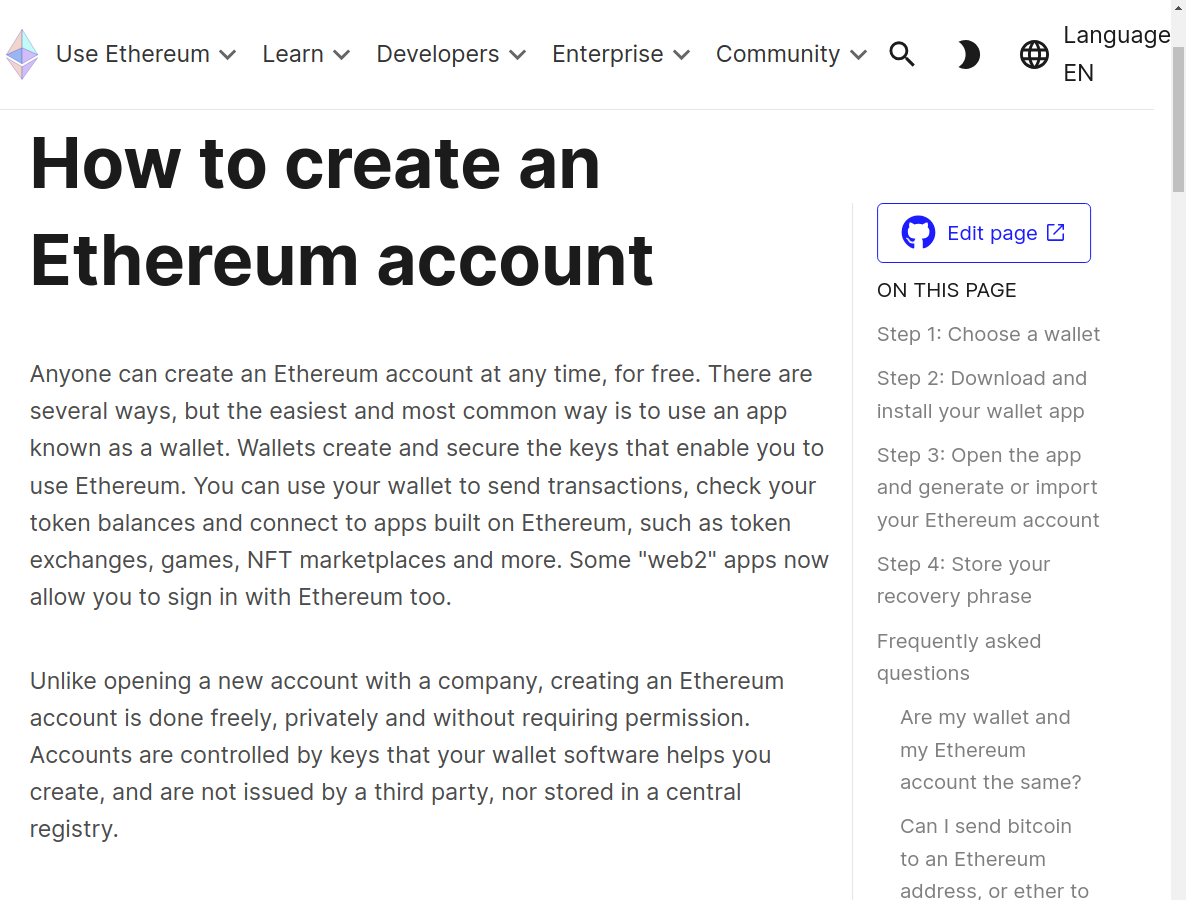 Use Ethereum Learn Developers Enterprise Community Language
EN
How to create an
Ethereum account
Anyone can create an Ethereum account at any time, for free. There are
several ways, but the easiest and most common way is to use an app
known as a wallet. Wallets create and secure the keys that enable you to
use Ethereum. You can use your wallet to send transactions, check your
token balances and connect to apps built on Ethereum, such as token
exchanges, games, NFT marketplaces and more. Some "web2" apps now
allow you to sign in with Ethereum too.
Unlike opening a new account with a company, creating an Ethereum
account is done freely, privately and without requiring permission.
Accounts are controlled by keys that your wallet software helps you
create, and are not issued by a third party, nor stored in a central
registry.
Edit page
ON THIS PAGE
Step 1: Choose a wallet
Step 2: Download and
install your wallet app
Step 3: Open the app
and generate or import
your Ethereum account
Step 4: Store your
recovery phrase
Frequently asked
questions
Are my wallet and
my Ethereum
account the same?
Can I send bitcoin
to an Ethereum
address, or ether to